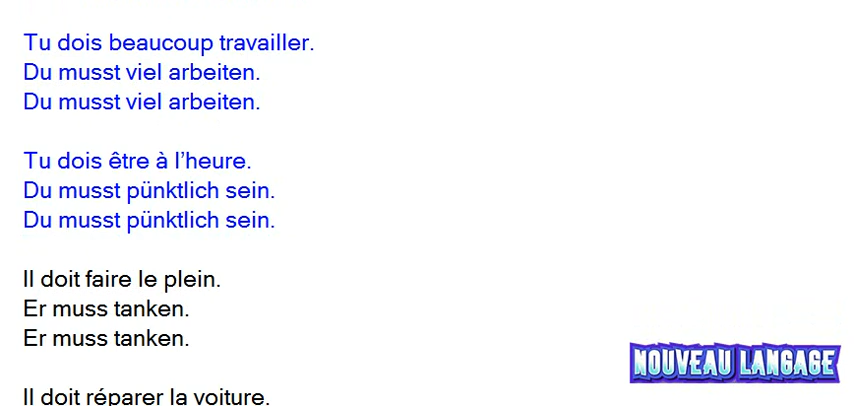 Tu dois beaucoup travailler.
Du musst viel arbeiten.
Du musst viel arbeiten.
Tu dois être à l’heure.
Du musst pünktlich sein.
Du musst pünktlich sein.
Il doit faire le plein.
Er muss tanken.
Er muss tanken.
NOUVEAU LANGAGE
Il doit réparer la voiture.